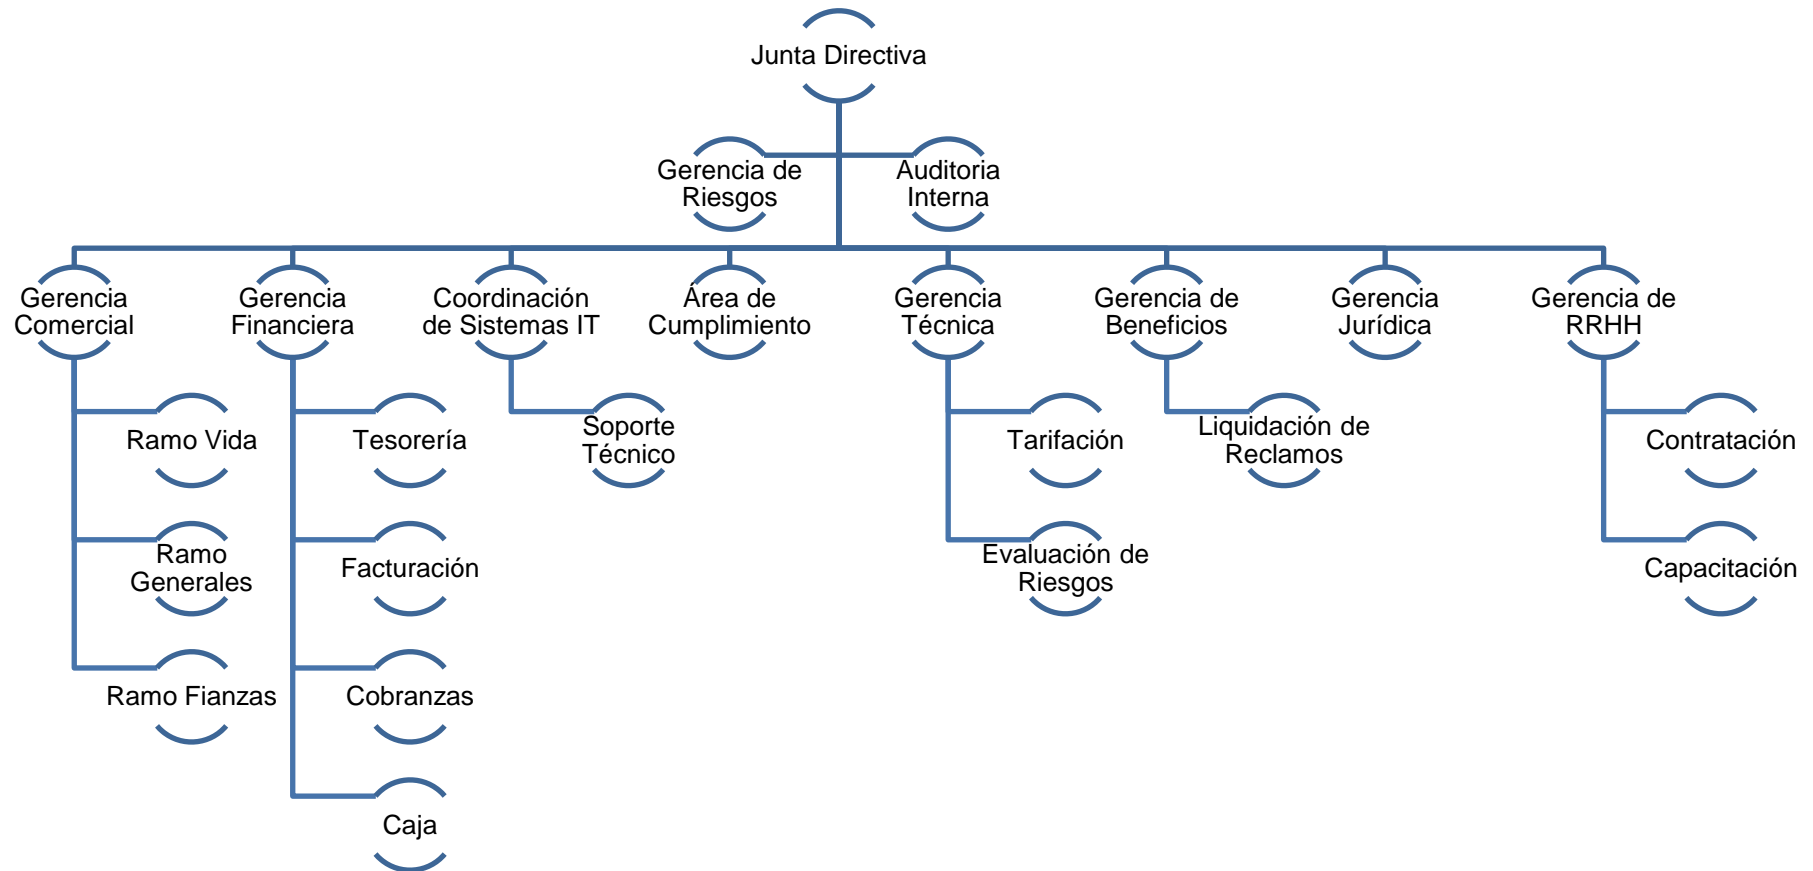 Junta Directiva
Gerencia de
Riesgos
Auditoria
Interna
Gerencia
Comercial
Gerencia
Financiera
Coordinación
de Sistemas IT
Área de
Cumplimiento
Gerencia
Técnica
Gerencia de
Beneficios
Gerencia
Jurídica
Gerencia de
RRHH
Ramo Vida
Tesorería
Soporte
Técnico
Tarifación
Liquidación de
Reclamos
Contratación
Ramo
Generales
Facturación
Evaluación de
Riesgos
Capacitación
Ramo Fianzas
Cobranzas
Caja